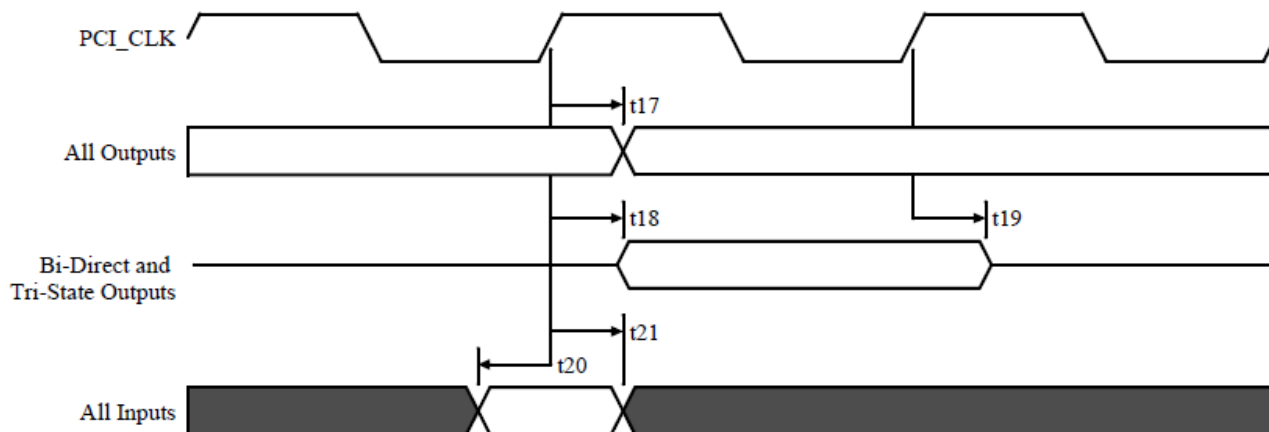 PCI_CLK
t17
All Outputs
t18
t19
Bi-Direct and
Tri-State Outputs
t21
t20
All Inputs